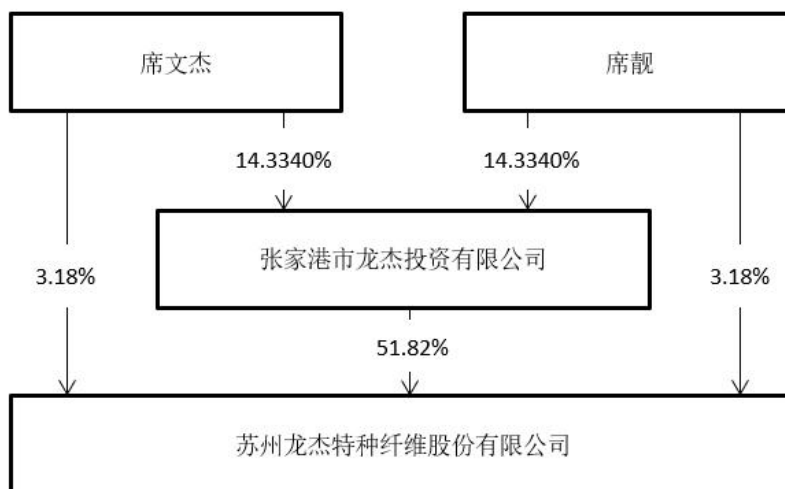 席文杰
席靓
14.3340%
14.3340%
张家港市龙杰投资有限公司
3.18%
3.18%
51.82%
苏州龙杰特种纤维股份有限公司